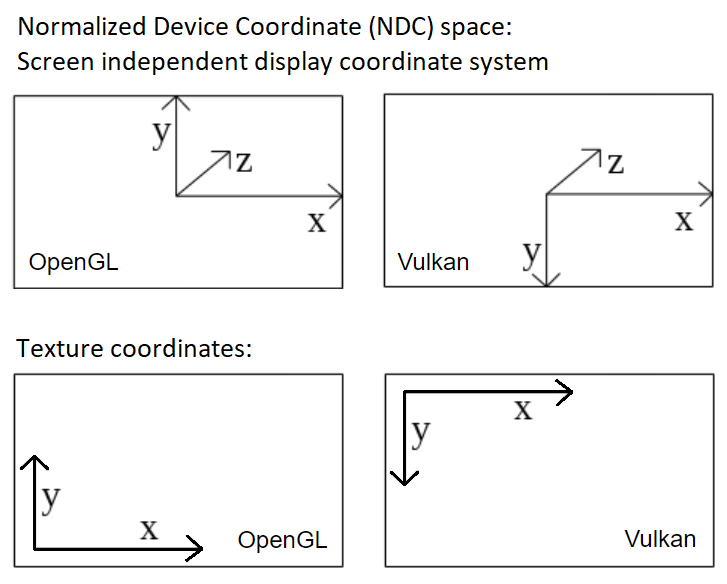 Normalized Device Coordinate (NDC) space:
Screen independent display coordinate system
y
z
x
OpenGL
z
x
y
Vulkan
Texture coordinates:
y
x
OpenGL
x
y
Vulkan